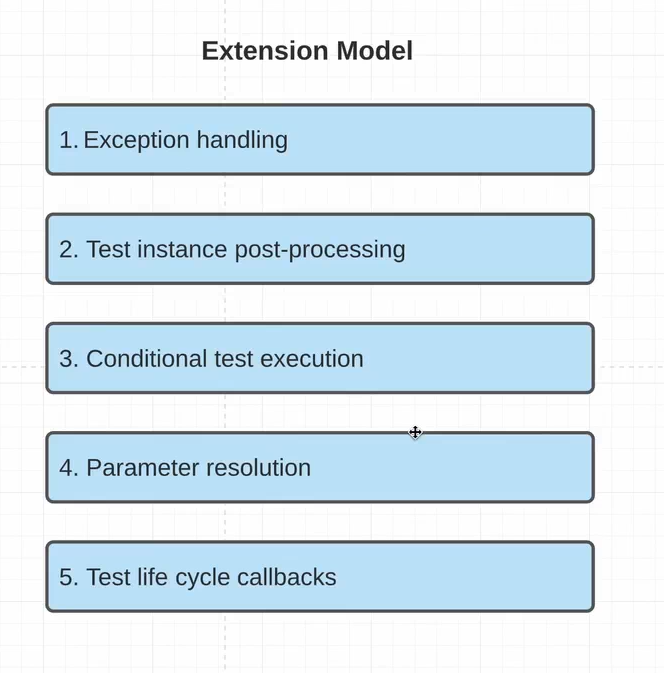 Extension Model
1. Exception handling
2. Test instance post-processing
3. Conditional test execution
4. Parameter resolution
5. Test life cycle callbacks